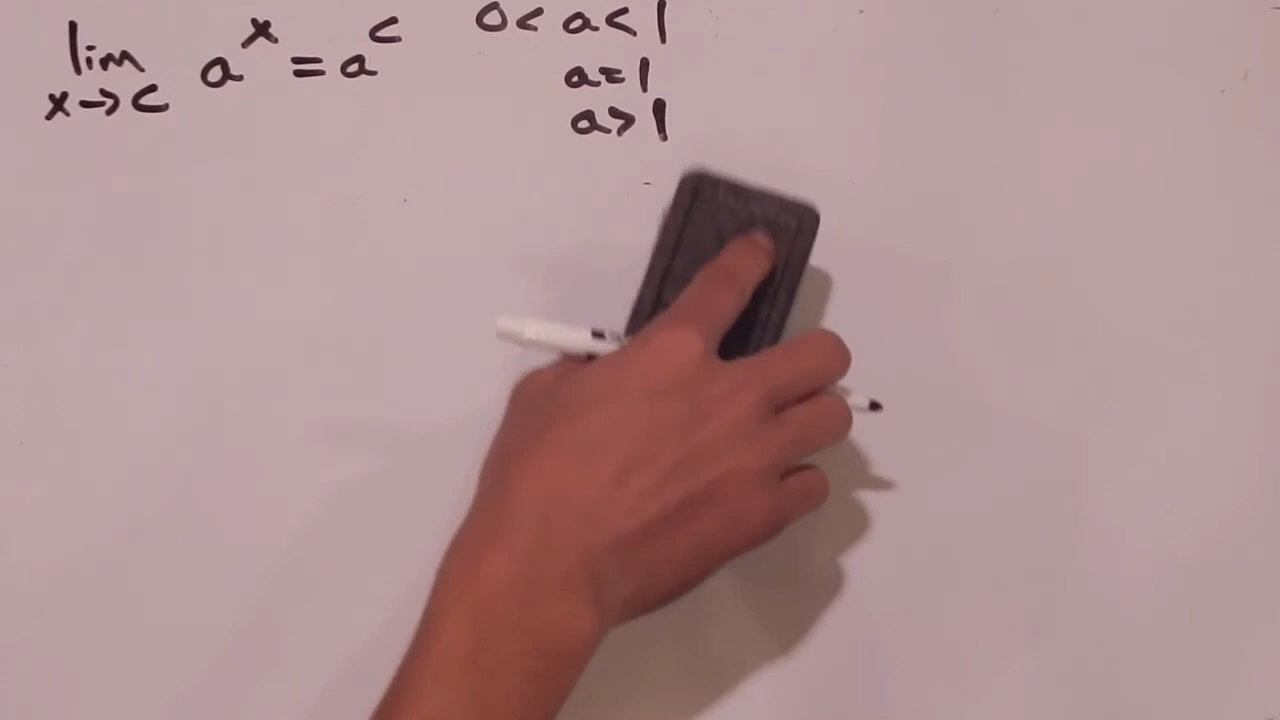 lim x→c a^x = a^c
0 < a < 1
a = 1
a > 1